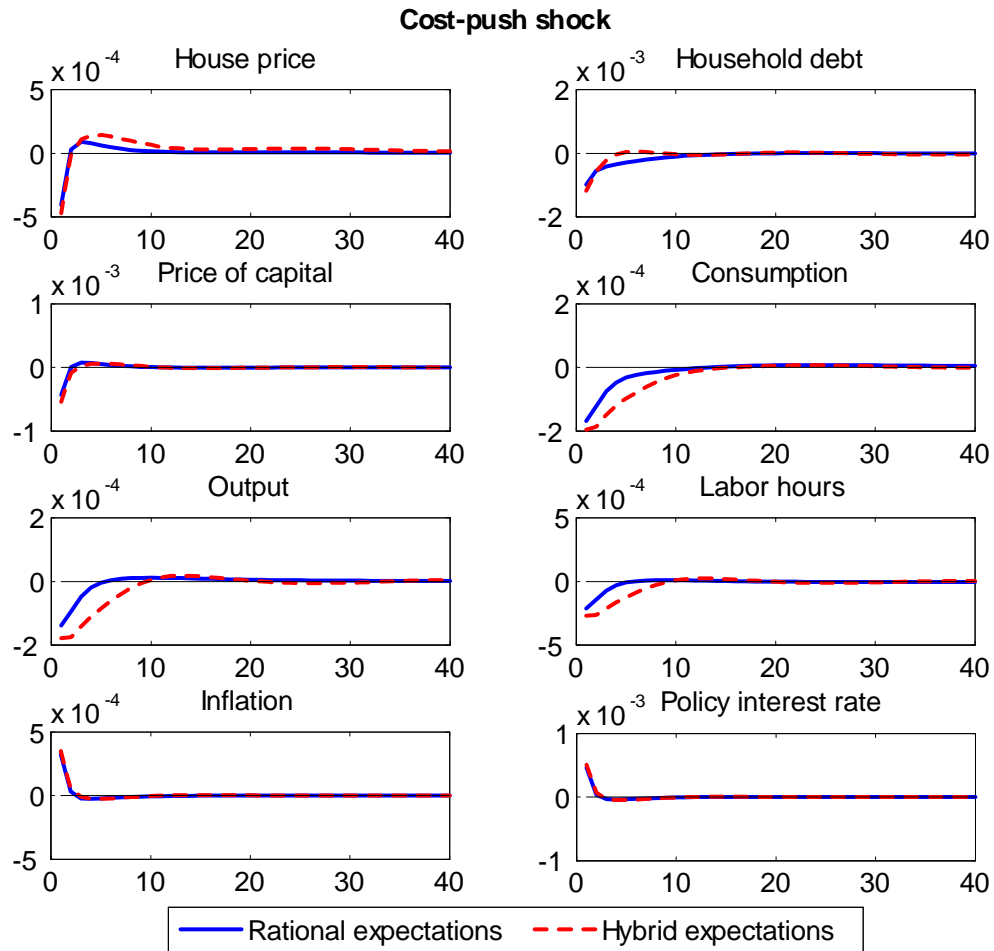 Cost-push shock
x 10 -4
House price
5
0
-5
0 10 20 30 40
x 10 -3
Household debt
2
0
-2
0 10 20 30 40
x 10 -3
Price of capital
1
0
-1
0 10 20 30 40
x 10 -4
Consumption
2
0
-2
0 10 20 30 40
x 10 -4
Output
2
0
-2
0 10 20 30 40
x 10 -4
Labor hours
5
0
-5
0 10 20 30 40
x 10 -4
Inflation
5
0
-5
0 10 20 30 40
x 10 -3
Policy interest rate
1
0
-1
0 10 20 30 40
Rational expectations Hybrid expectations